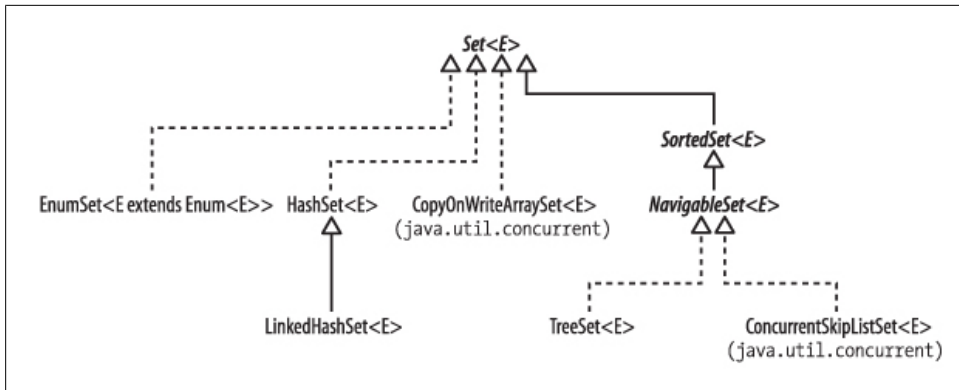 Set<E>
SortedSet<E>
EnumSet<E extends Enum<E>> HashSet<E> CopyOnWriteArraySet<E> NavigableSet<E>
(java.util.concurrent)
LinkedHashSet<E> TreeSet<E> ConcurrentSkipListSet<E>
(java.util.concurrent)